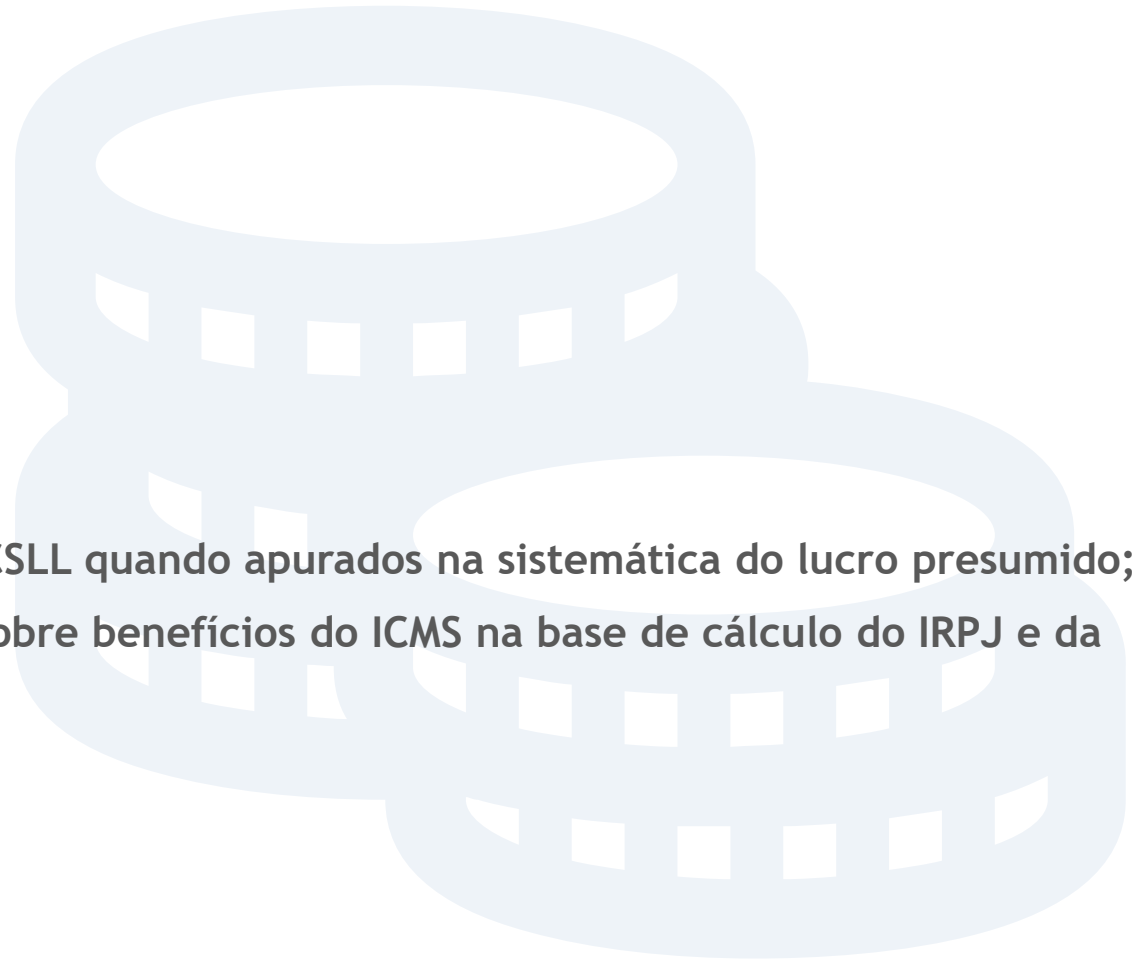 CSLL quando apurados na sistemática do lucro presumido;
obre benefícios do ICMS na base de cálculo do IRPJ e da